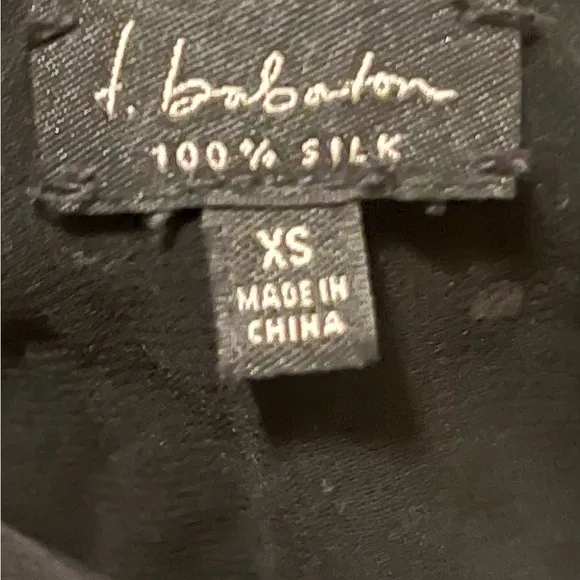 t. babaton
100% SILK
XS
MADE IN
CHINA